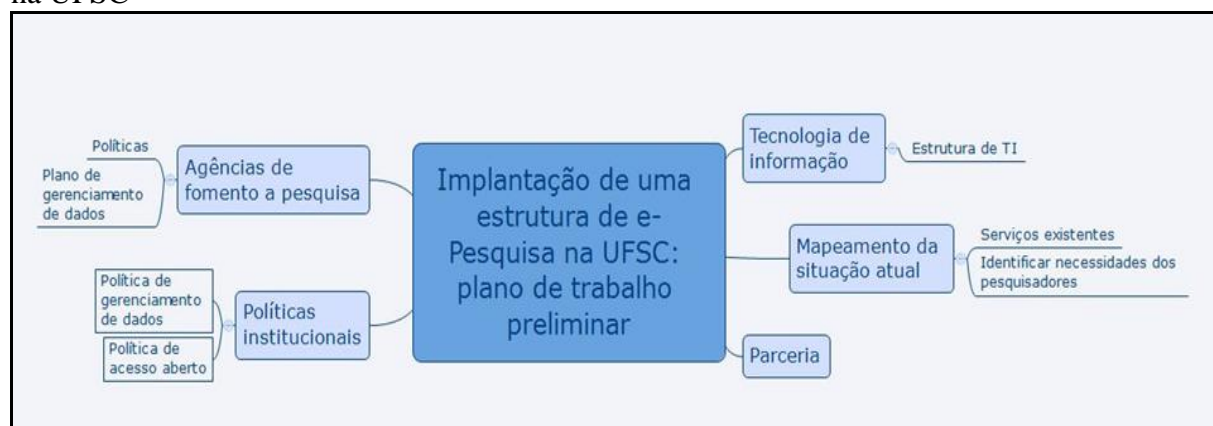 na UFSC
Políticas
Plano de
gerenciamento
de dados
Agências de
fomento a pesquisa
Política de
gerenciamento
de dados
Política de
acesso aberto
Políticas
institucionais
Implantação de uma
estrutura de e-
Pesquisa na UFSC:
plano de trabalho
preliminar
Tecnologia de
informação
Estrutura de TI
Mapeamento da
situação atual
Serviços existentes
Identificar necessidades dos
pesquisadores
Parceria